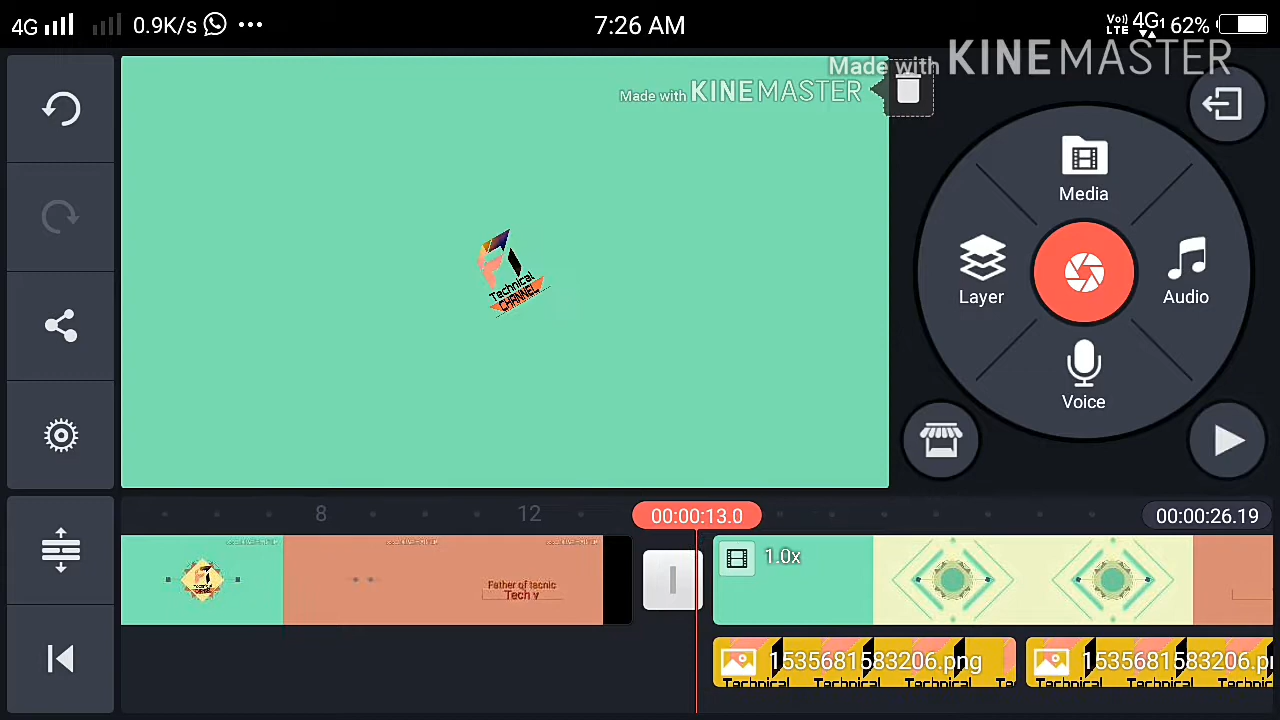 4G 0.9K/s ••• 7:26 AM Vo)) LTE 4G1 62%
Made with KINEMASTER
Made with KINEMASTER
Technical
CHANNEL
Media
Layer
Audio
Voice
8 12 00:00:13.0 00:00:26.19
1.0x
Father of tacnic
Tech v
1535681583206.png 1535681583206.p
Technical Technical Technical Te Technical Technical